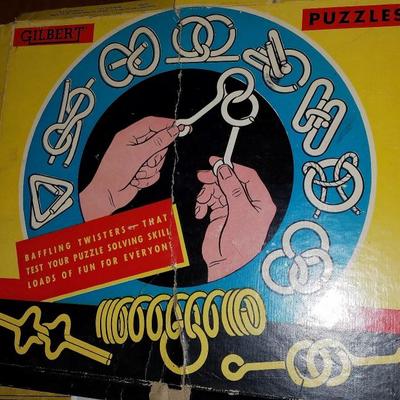 GILBERT
PUZZLES
BAFFLING TWISTERS — THAT
TEST YOUR PUZZLE SOLVING SKILL
LOADS OF FUN FOR EVERYONE